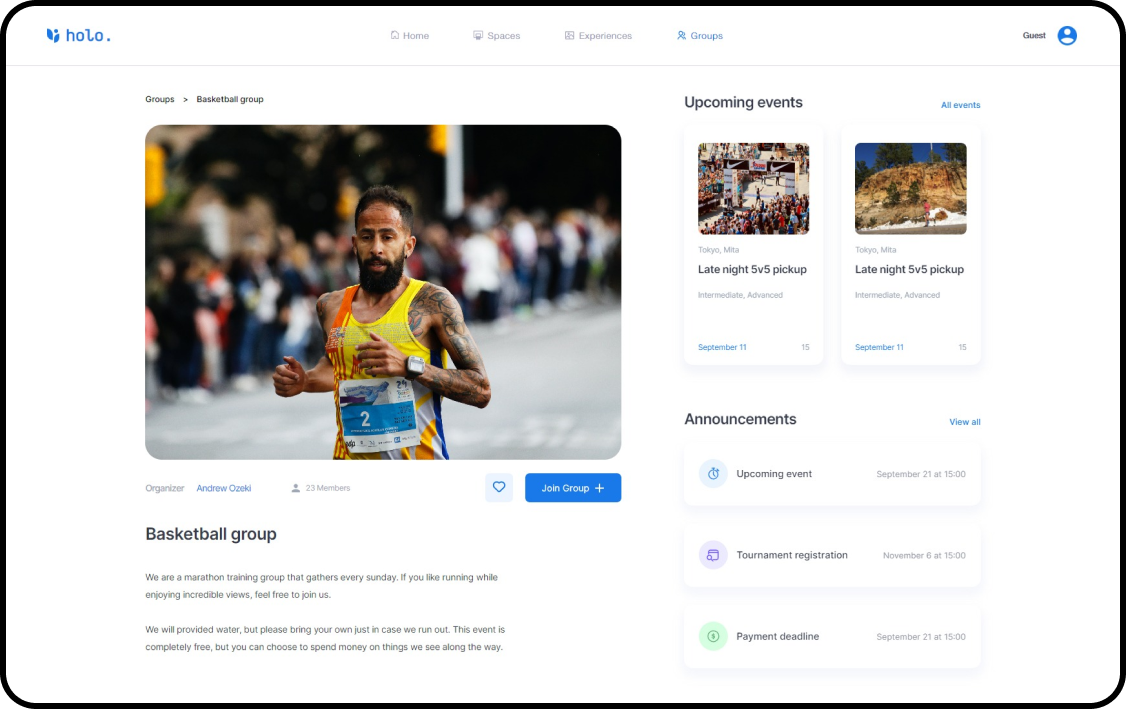 holo.
Home
Spaces
Experiences
Groups
Guest
Groups > Basketball group
2
29
Organizer Andrew Ozeki
23 Members
Join Group +
Basketball group
We are a marathon training group that gathers every sunday. If you like running while
enjoying incredible views, feel free to join us.
We will provided water, but please bring your own just in case we run out. This event is
completely free, but you can choose to spend money on things we see along the way.
Upcoming events
All events
Tokyo, Mita
Late night 5v5 pickup
Intermediate, Advanced
September 11 15
Tokyo, Mita
Late night 5v5 pickup
Intermediate, Advanced
September 11 15
Announcements
View all
Upcoming event
September 21 at 15:00
Tournament registration
November 6 at 15:00
Payment deadline
September 21 at 15:00